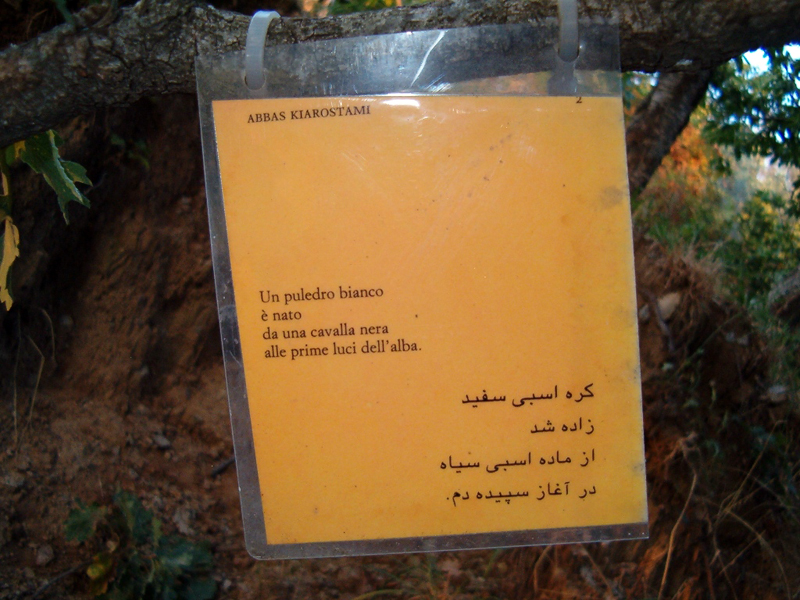 ABBAS KIAROSTAMI
2
Un puledro bianco
è nato
da una cavalla nera
alle prime luci dell'alba.
کره اسبی سفید
زاده شد
از ماده اسبی سیاه
در آغاز سپیده دم.